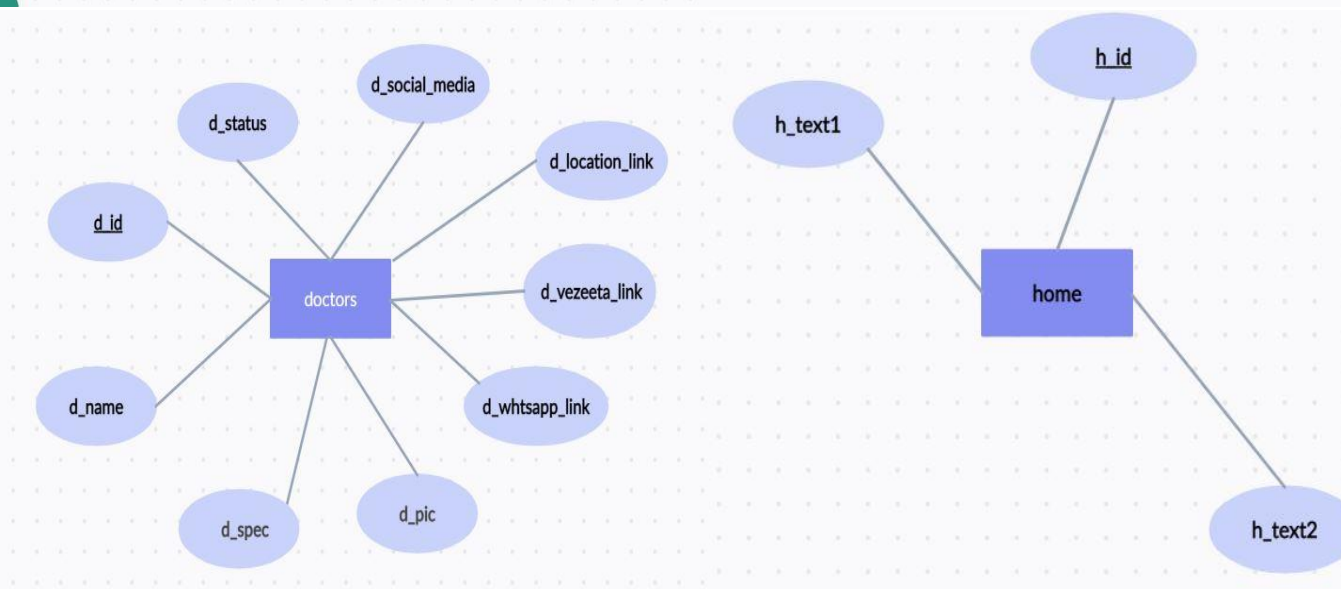 d_social_media
d_status
d_location_link
d_id
d_vezeeta_link
doctors
d_name
d_whtsapp_link
d_spec
d_pic
h_id
h_text1
home
h_text2